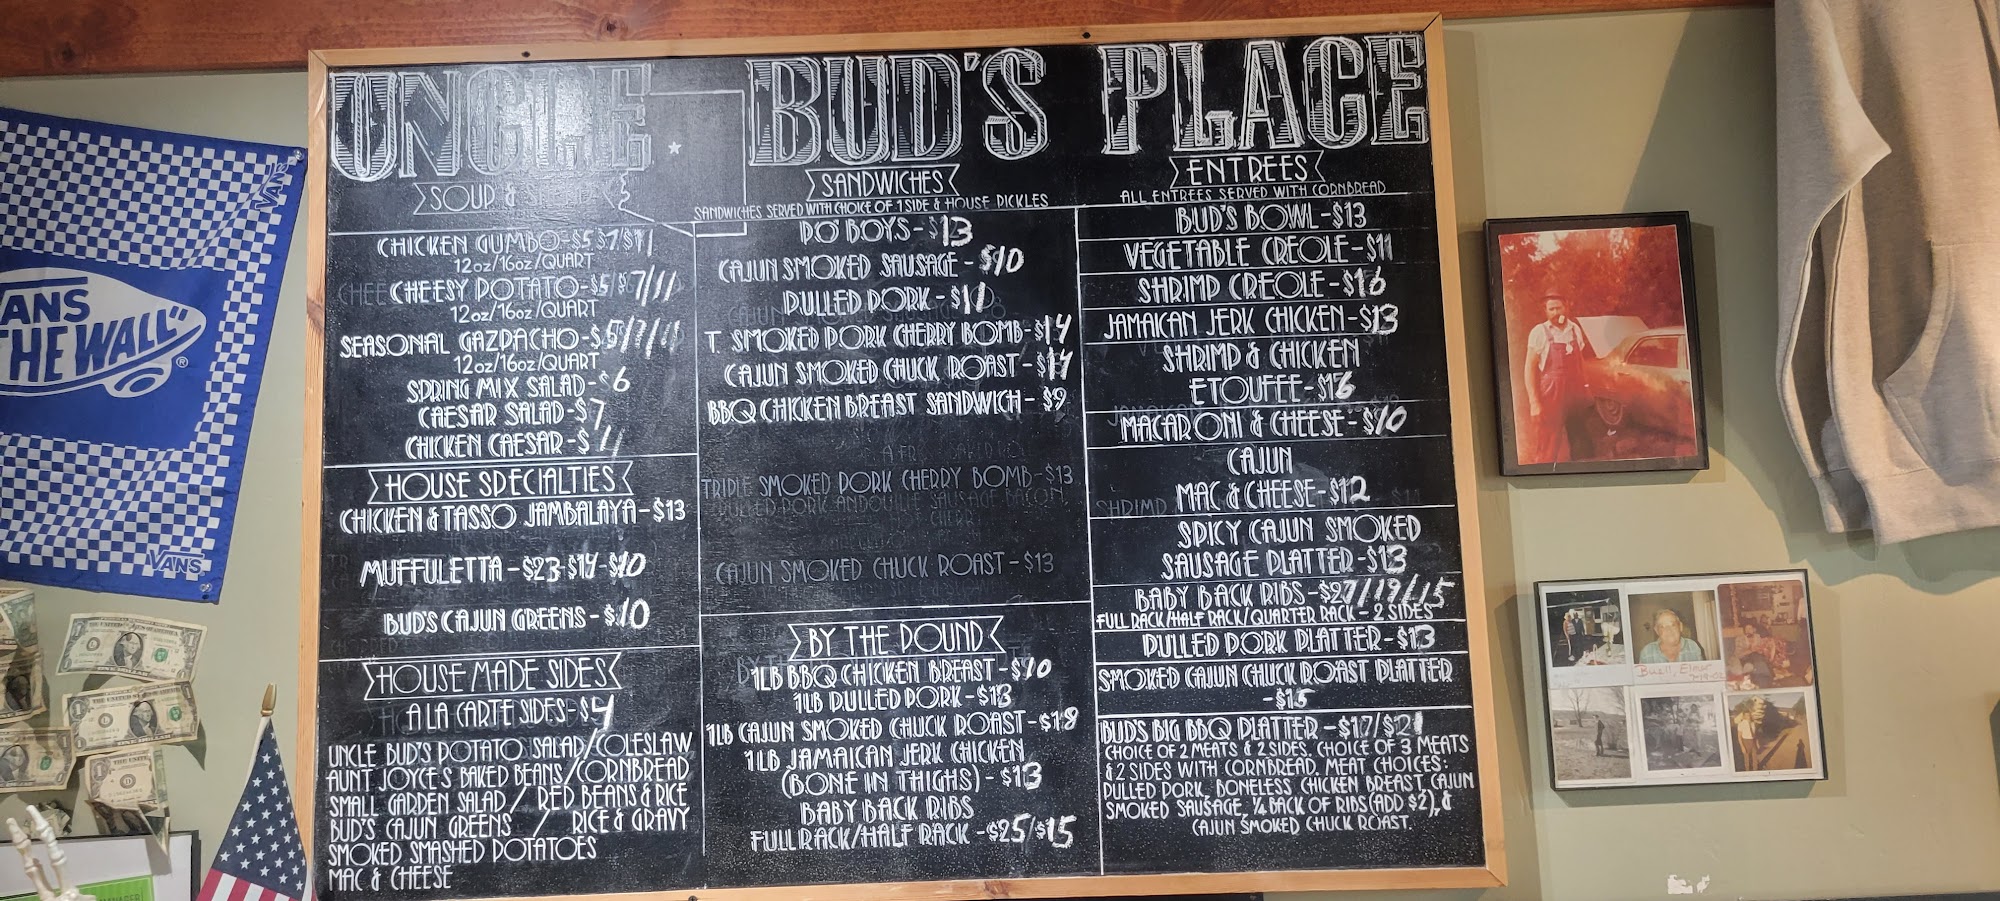 UNCLE BUD'S PLACE
SOUP &
CHICKEN GUMBO-$5/$7/$11
12oz/16oz/QUART
CHEESY POTATO-$5/$7/11
12oz/16oz/QUART
SEASONAL GAZPACHO-$5/7/11
12oz/16oz/QUART
SPRING MIX SALAD-$6
CAESAR SALAD-$7
CHICKEN CAESAR-$11
HOUSE SPECIALTIES
CHICKEN & TASSO JAMBALAYA-$13
MUFFULETTA-$23-$14-$10
BUD'S CAJUN GREENS-$10
HOUSE MADE SIDES
A LA CARTE SIDES-$4
UNCLE BUD'S POTATO SALAD/COLESLAW
AUNT JOYCE'S BAKED BEANS/CORNBREAD
SMALL GARDEN SALAD / RED BEANS & RICE
BUD'S CAJUN GREENS / RICE & GRAVY
SMOKED SMASHED POTATOES
MAC & CHEESE
SANDWICHES
SANDWICHES SERVED WITH CHOICE OF 1 SIDE & HOUSE PICKLES
PO' BOYS-$13
CAJUN SMOKED SAUSAGE-$10
PULLED PORK-$11
T. SMOKED PORK CHERRY BOMB-$14
CAJUN SMOKED CHUCK ROAST-$14
BBQ CHICKEN BREAST SANDWICH-$9
TRIPLE SMOKED PORK CHERRY BOMB-$13
PULLED PORK ANDOUILLE SAUSAGE BACON,
CHERRY
CAJUN SMOKED CHUCK ROAST-$13
BY THE POUND
1LB BBQ CHICKEN BREAST-$10
1LB PULLED PORK-$13
1LB CAJUN SMOKED CHUCK ROAST-$18
1LB JAMAICAN JERK CHICKEN
(BONE IN THIGHS)-$13
BABY BACK RIBS
FULL RACK/HALF RACK-$25/$15
ENTREES
ALL ENTREES SERVED WITH CORNBREAD
BUD'S BOWL-$13
VEGETABLE CREOLE-$11
SHRIMP CREOLE-$16
JAMAICAN JERK CHICKEN-$13
SHRIMP & CHICKEN
ETOUFFEE-$16
MACARONI & CHEESE-$10
CAJUN
MAC & CHEESE-$12
SPICY CAJUN SMOKED
SAUSAGE PLATTER-$13
BABY BACK RIBS-$27/19/15
FULL RACK/HALF RACK/QUARTER RACK - 2 SIDES
PULLED PORK PLATTER-$13
SMOKED CAJUN CHUCK ROAST PLATTER
-$15
BUD'S BIG BBQ PLATTER-$17/$21
CHOICE OF 2 MEATS & 2 SIDES. CHOICE OF 3 MEATS
& 2 SIDES WITH CORNBREAD. MEAT CHOICES:
PULLED PORK, BONELESS CHICKEN BREAST, CAJUN
SMOKED SAUSAGE, ¼ BACK OF RIBS (ADD $2), &
CAJUN SMOKED CHUCK ROAST.
VANS
VANS
THE WALL"
VANS